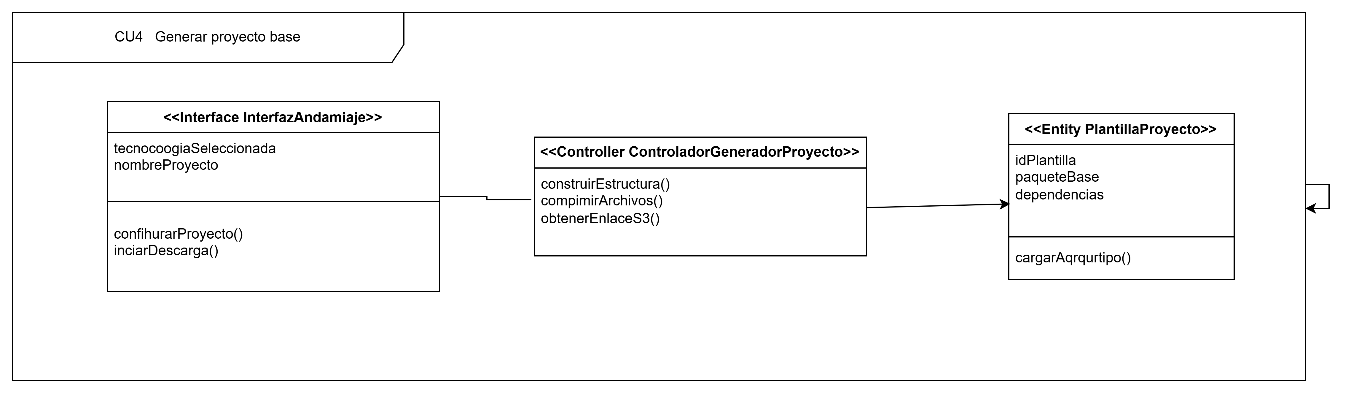 CU4 Generar proyecto base
<<Interface InterfazAndamiaje>>
tecnocoogiaSeleccionada
nombreProyecto
confihurarProyecto()
inciarDescarga()
<<Controller ControladorGeneradorProyecto>>
construirEstructura()
compimirArchivos()
obtenerEnlaceS3()
<<Entity PlantillaProyecto>>
idPlantilla
paqueteBase
dependencias
cargarAqrqurtipo()